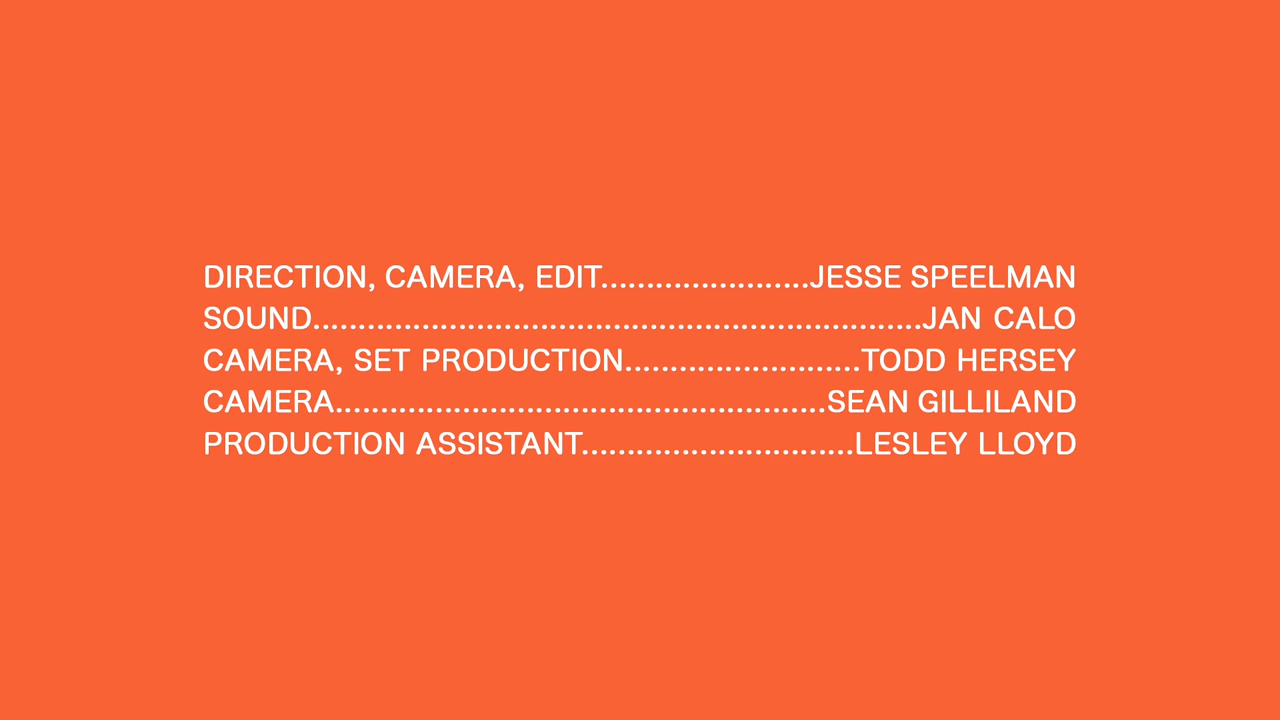 DIRECTION, CAMERA, EDIT.......................JESSE SPEELMAN
SOUND...................................................................JAN CALO
CAMERA, SET PRODUCTION..........................TODD HERSEY
CAMERA......................................................SEAN GILLILAND
PRODUCTION ASSISTANT..............................LESLEY LLOYD